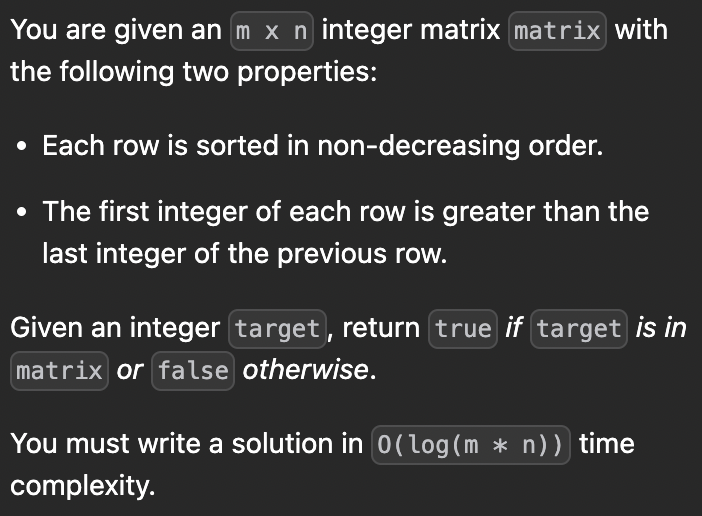 You are given an m x n integer matrix matrix with
the following two properties:
• Each row is sorted in non-decreasing order.
• The first integer of each row is greater than the
last integer of the previous row.
Given an integer target, return true if target is in
matrix or false otherwise.
You must write a solution in O(log(m * n)) time
complexity.